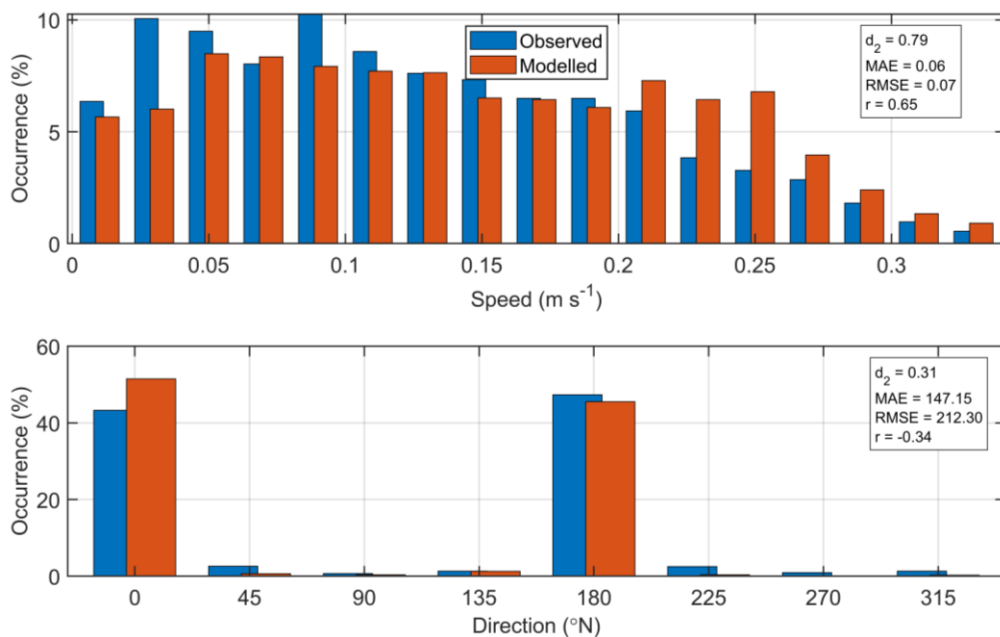 10
5
0
Occurrence (%)
Observed
Modelled
d2 = 0.79
MAE = 0.06
RMSE = 0.07
r = 0.65
0 0.05 0.1 0.15 0.2 0.25 0.3
Speed (m s-1)
60
40
20
0
Occurrence (%)
d2 = 0.31
MAE = 147.15
RMSE = 212.30
r = -0.34
0 45 90 135 180 225 270 315
Direction (°N)